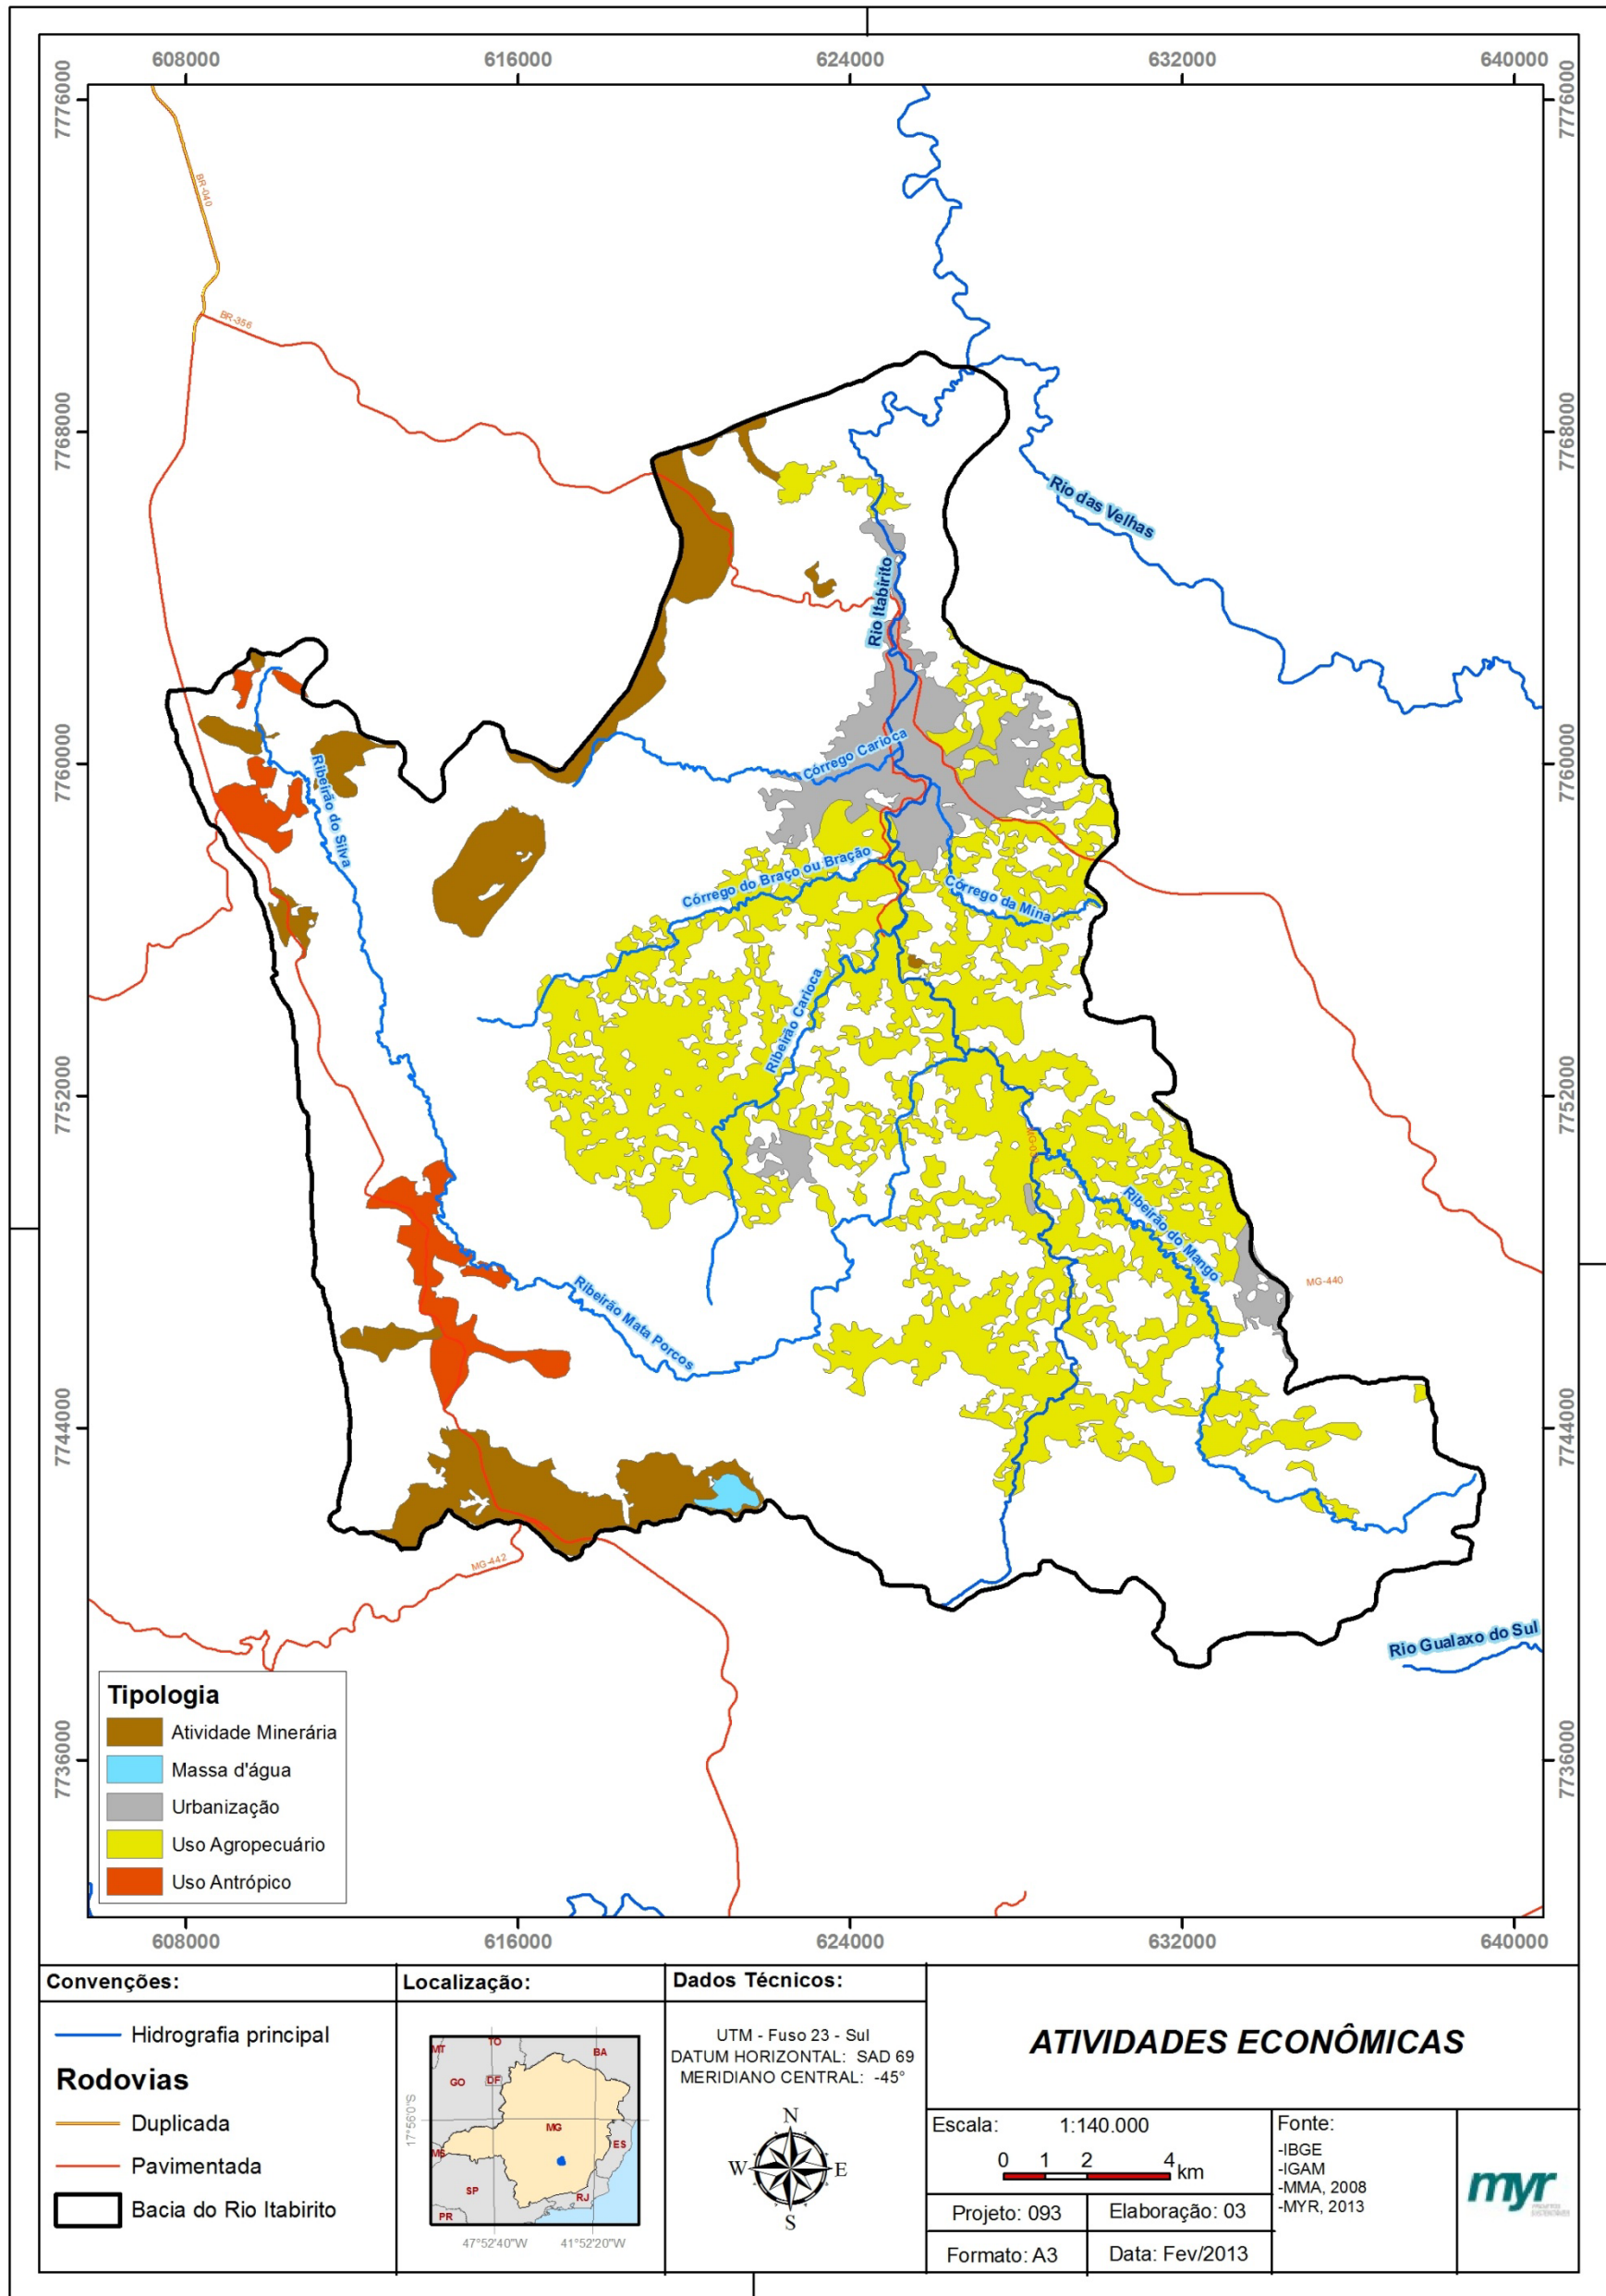 608000
616000
624000
632000
640000
7776000
7776000
BR-040
BR-356
7768000
7768000
Rio das Velhas
Rio Itabirito
7760000
7760000
Córrego Carioca
Ribeirão do Silva
Córrego do Braço ou Bração
Córrego da Mina
Ribeirão Carioca
7752000
7752000
Ribeirão do Mango
MG-440
Ribeirão Mata Porcos
7744000
7744000
MG-442
Rio Gualaxo do Sul
7736000
7736000
Tipologia
Atividade Minerária
Massa d'água
Urbanização
Uso Agropecuário
Uso Antrópico
608000
616000
624000
632000
640000
Convenções:
Hidrografia principal
Rodovias
Duplicada
Pavimentada
Bacia do Rio Itabirito
Localização:
MT
TO
BA
GO
DF
MG
MS
ES
SP
RJ
PR
17°56'0"S
47°52'40"W
41°52'20"W
Dados Técnicos:
UTM - Fuso 23 - Sul
DATUM HORIZONTAL: SAD 69
MERIDIANO CENTRAL: -45°
N
W
E
S
ATIVIDADES ECONÔMICAS
Escala: 1:140.000
0 1 2 4 km
Projeto: 093
Elaboração: 03
Formato: A3
Data: Fev/2013
Fonte:
-IBGE
-IGAM
-MMA, 2008
-MYR, 2013
myr